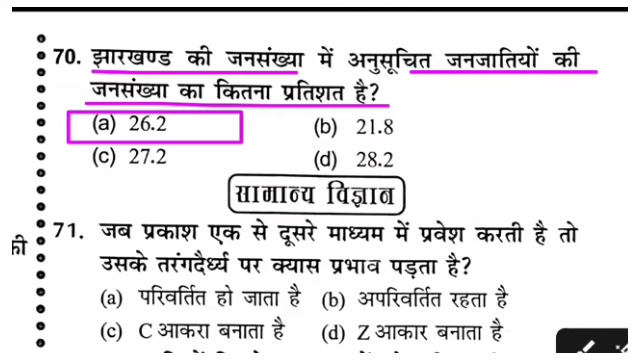 70. झारखण्ड की जनसंख्या में अनुसूचित जनजातियों की
जनसंख्या का कितना प्रतिशत है?
(a) 26.2 (b) 21.8
(c) 27.2 (d) 28.2
सामान्य विज्ञान
71. जब प्रकाश एक से दूसरे माध्यम में प्रवेश करती है तो
उसके तरंगदैर्ध्य पर क्यास प्रभाव पड़ता है?
(a) परिवर्तित हो जाता है (b) अपरिवर्तित रहता है
(c) C आकरा बनाता है (d) Z आकार बनाता है